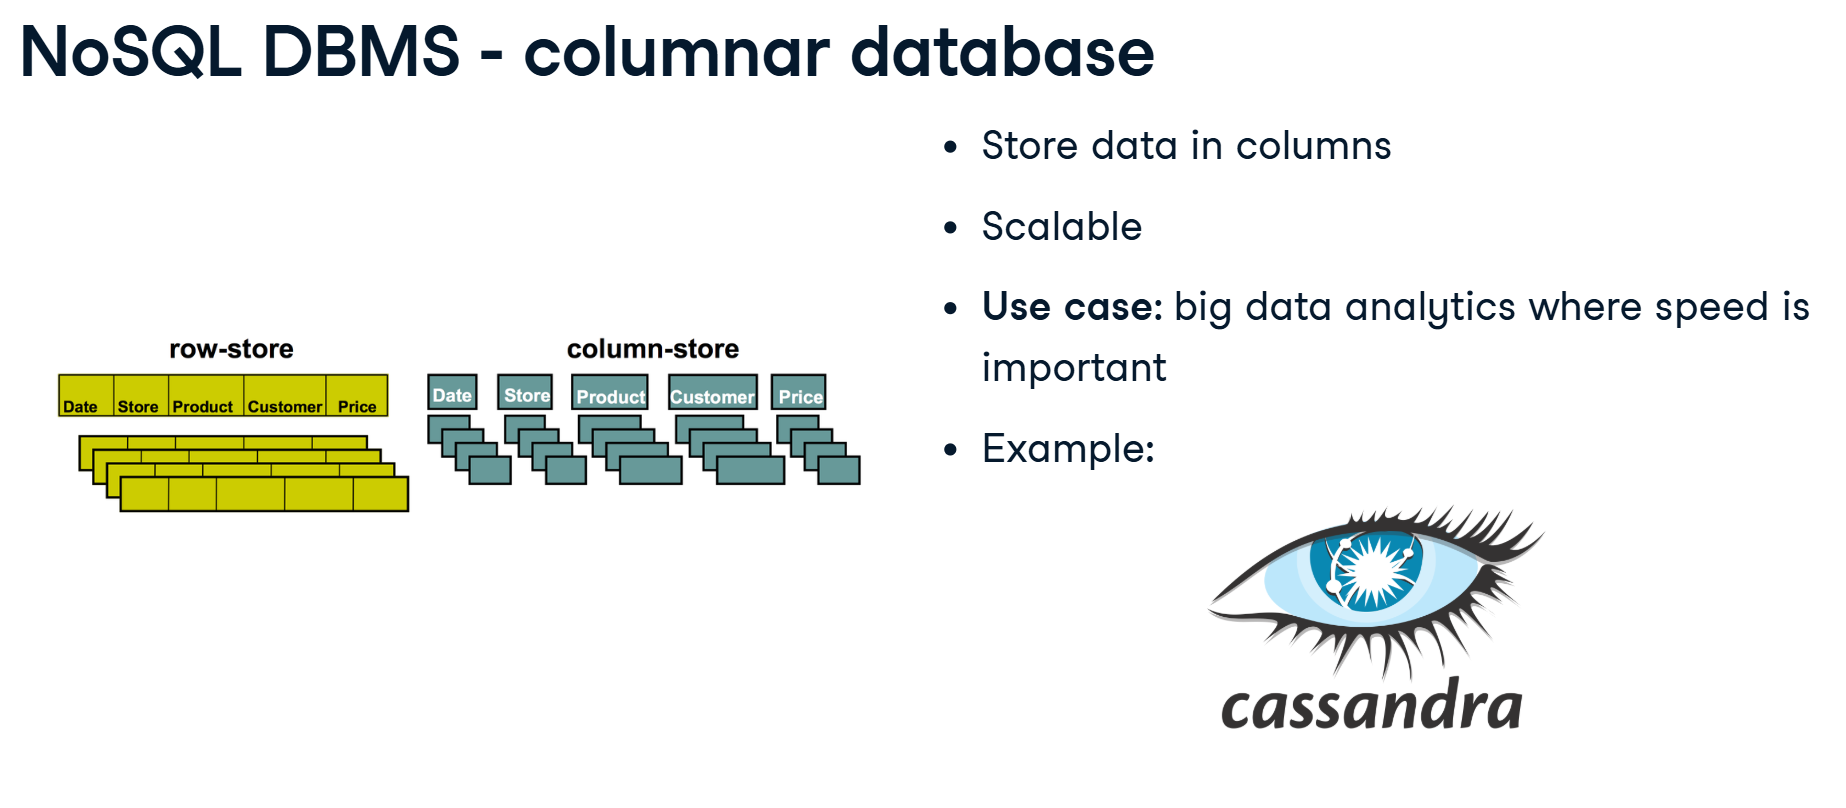 NoSQL DBMS - columnar database
• Store data in columns
• Scalable
• Use case: big data analytics where speed is
important
• Example:
row-store
Date Store Product Customer Price
column-store
Date Store Product Customer Price
cassandra